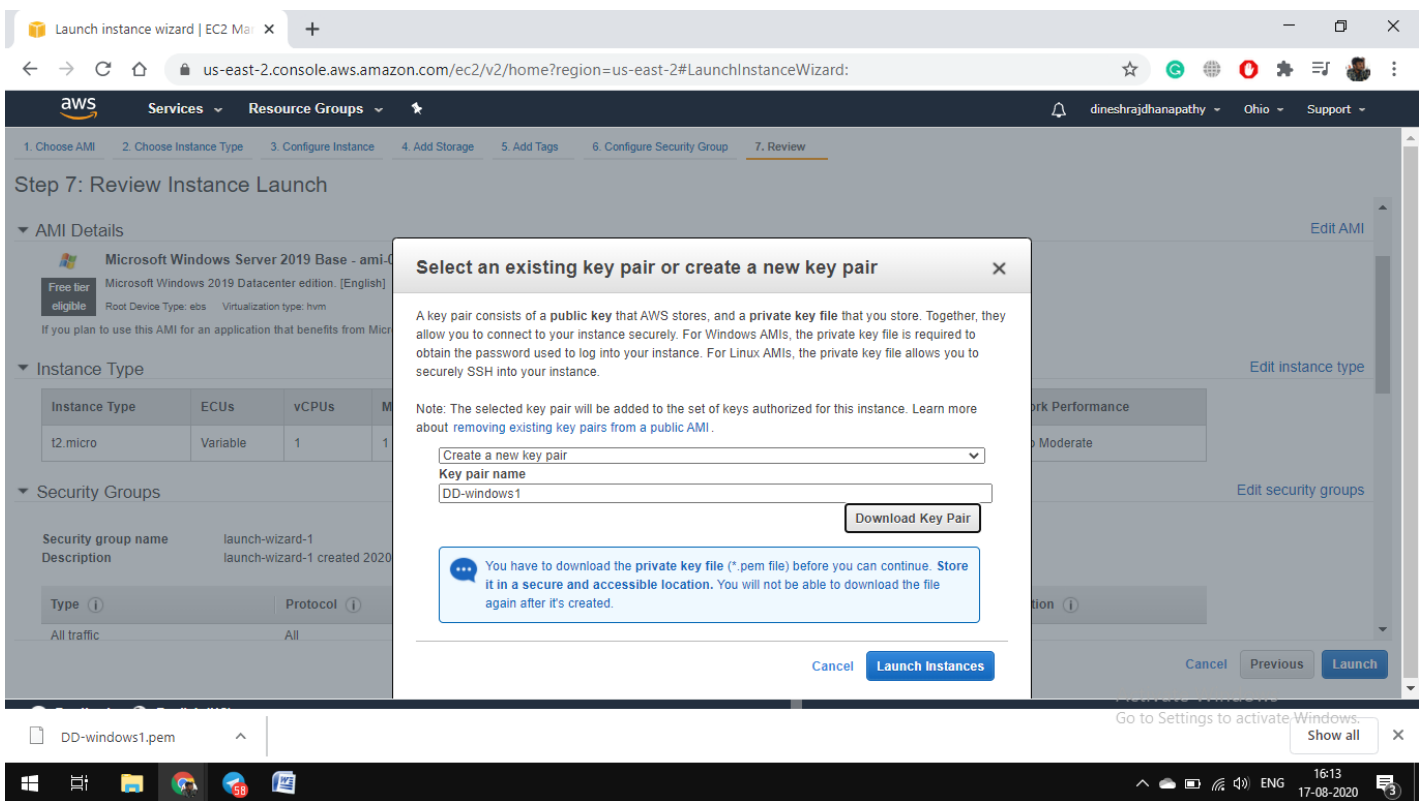 Launch instance wizard | EC2 Mar
us-east-2.console.aws.amazon.com/ec2/v2/home?region=us-east-2#LaunchInstanceWizard:
aws Services Resource Groups dineshrajdhanapathy Ohio Support
1. Choose AMI 2. Choose Instance Type 3. Configure Instance 4. Add Storage 5. Add Tags 6. Configure Security Group 7. Review
Step 7: Review Instance Launch
AMI Details Edit AMI
Microsoft Windows Server 2019 Base - ami-0
Free tier eligible
Microsoft Windows 2019 Datacenter edition. [English]
Root Device Type: ebs Virtualization type: hvm
If you plan to use this AMI for an application that benefits from Micr
Instance Type Edit instance type
Instance Type ECUs vCPUs M ork Performance
t2.micro Variable 1 1 Moderate
Security Groups Edit security groups
Security group name launch-wizard-1
Description launch-wizard-1 created 2020
Type Protocol tion
All traffic All
Cancel Previous Launch
Select an existing key pair or create a new key pair
A key pair consists of a public key that AWS stores, and a private key file that you store. Together, they
allow you to connect to your instance securely. For Windows AMIs, the private key file is required to
obtain the password used to log into your instance. For Linux AMIs, the private key file allows you to
securely SSH into your instance.
Note: The selected key pair will be added to the set of keys authorized for this instance. Learn more
about removing existing key pairs from a public AMI .
Create a new key pair
Key pair name
DD-windows1
Download Key Pair
You have to download the private key file (*.pem file) before you can continue. Store
it in a secure and accessible location. You will not be able to download the file
again after it's created.
Cancel Launch Instances
Go to Settings to activate Windows.
DD-windows1.pem Show all
58
ENG 16:13
17-08-2020
3